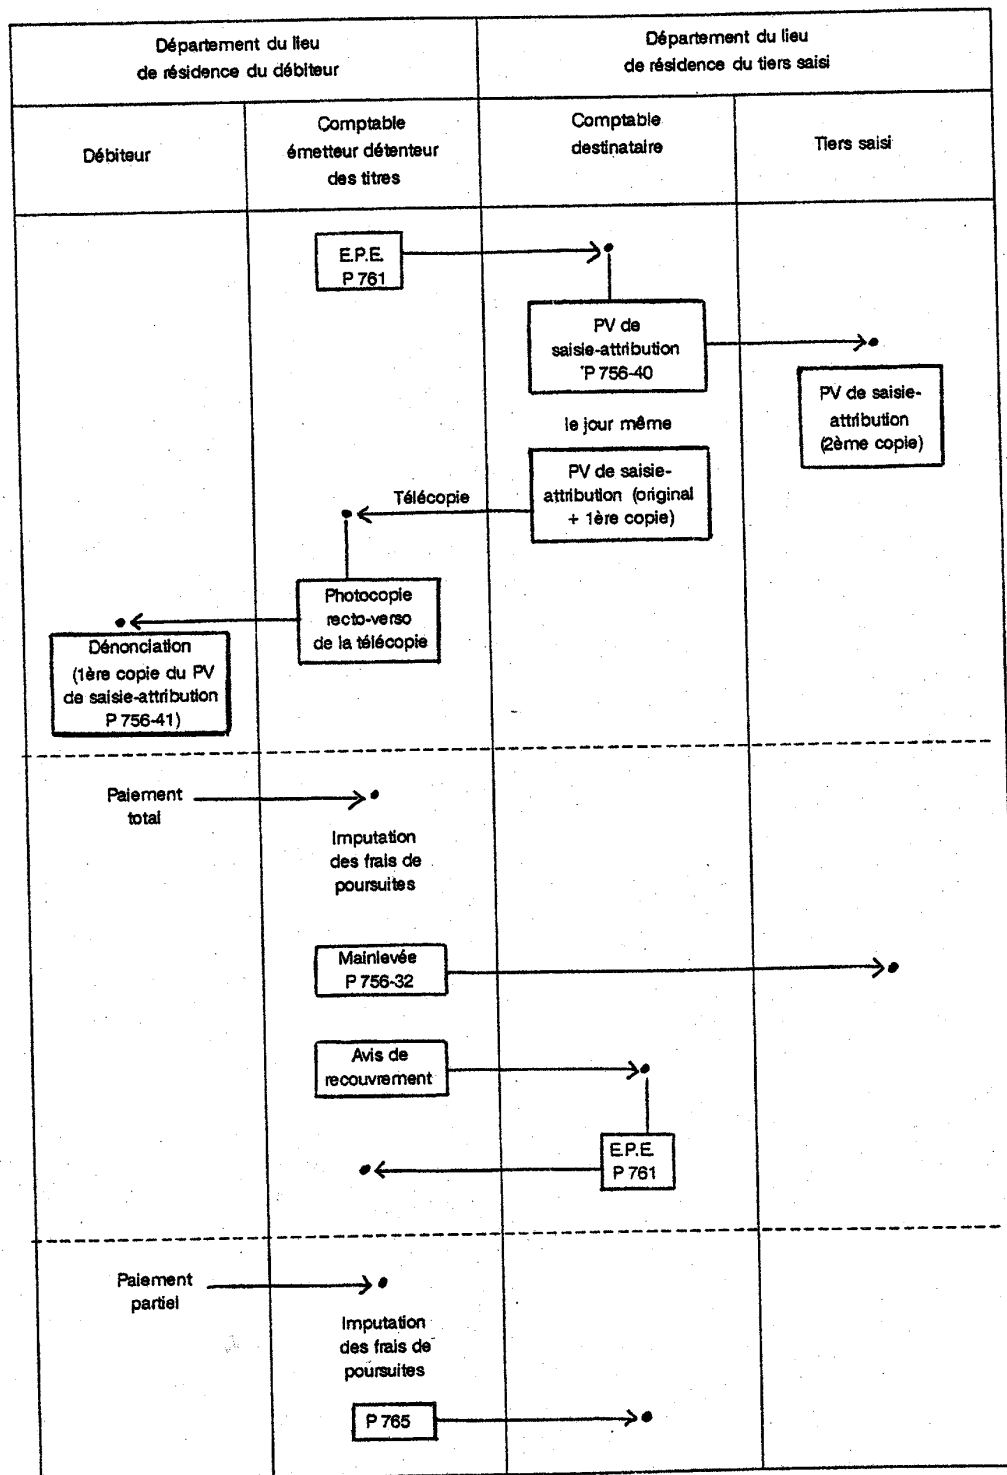 Département du lieu
de résidence du débiteur
Département du lieu
de résidence du tiers saisi
Débiteur
Comptable
émetteur détenteur
des titres
Comptable
destinataire
Tiers saisi
E.P.E.
P 761
PV de
saisie-attribution
P 756-40
PV de saisie-
attribution
(2ème copie)
le jour même
PV de saisie-
attribution (original
+ 1ère copie)
Télécopie
Photocopie
recto-verso
de la télécopie
Dénonciation
(1ère copie du PV
de saisie-attribution
P 756-41)
Paiement
total
Imputation
des frais de
poursuites
Mainlevée
P 756-32
Avis de
recouvrement
E.P.E.
P 761
Paiement
partiel
Imputation
des frais de
poursuites
P 765